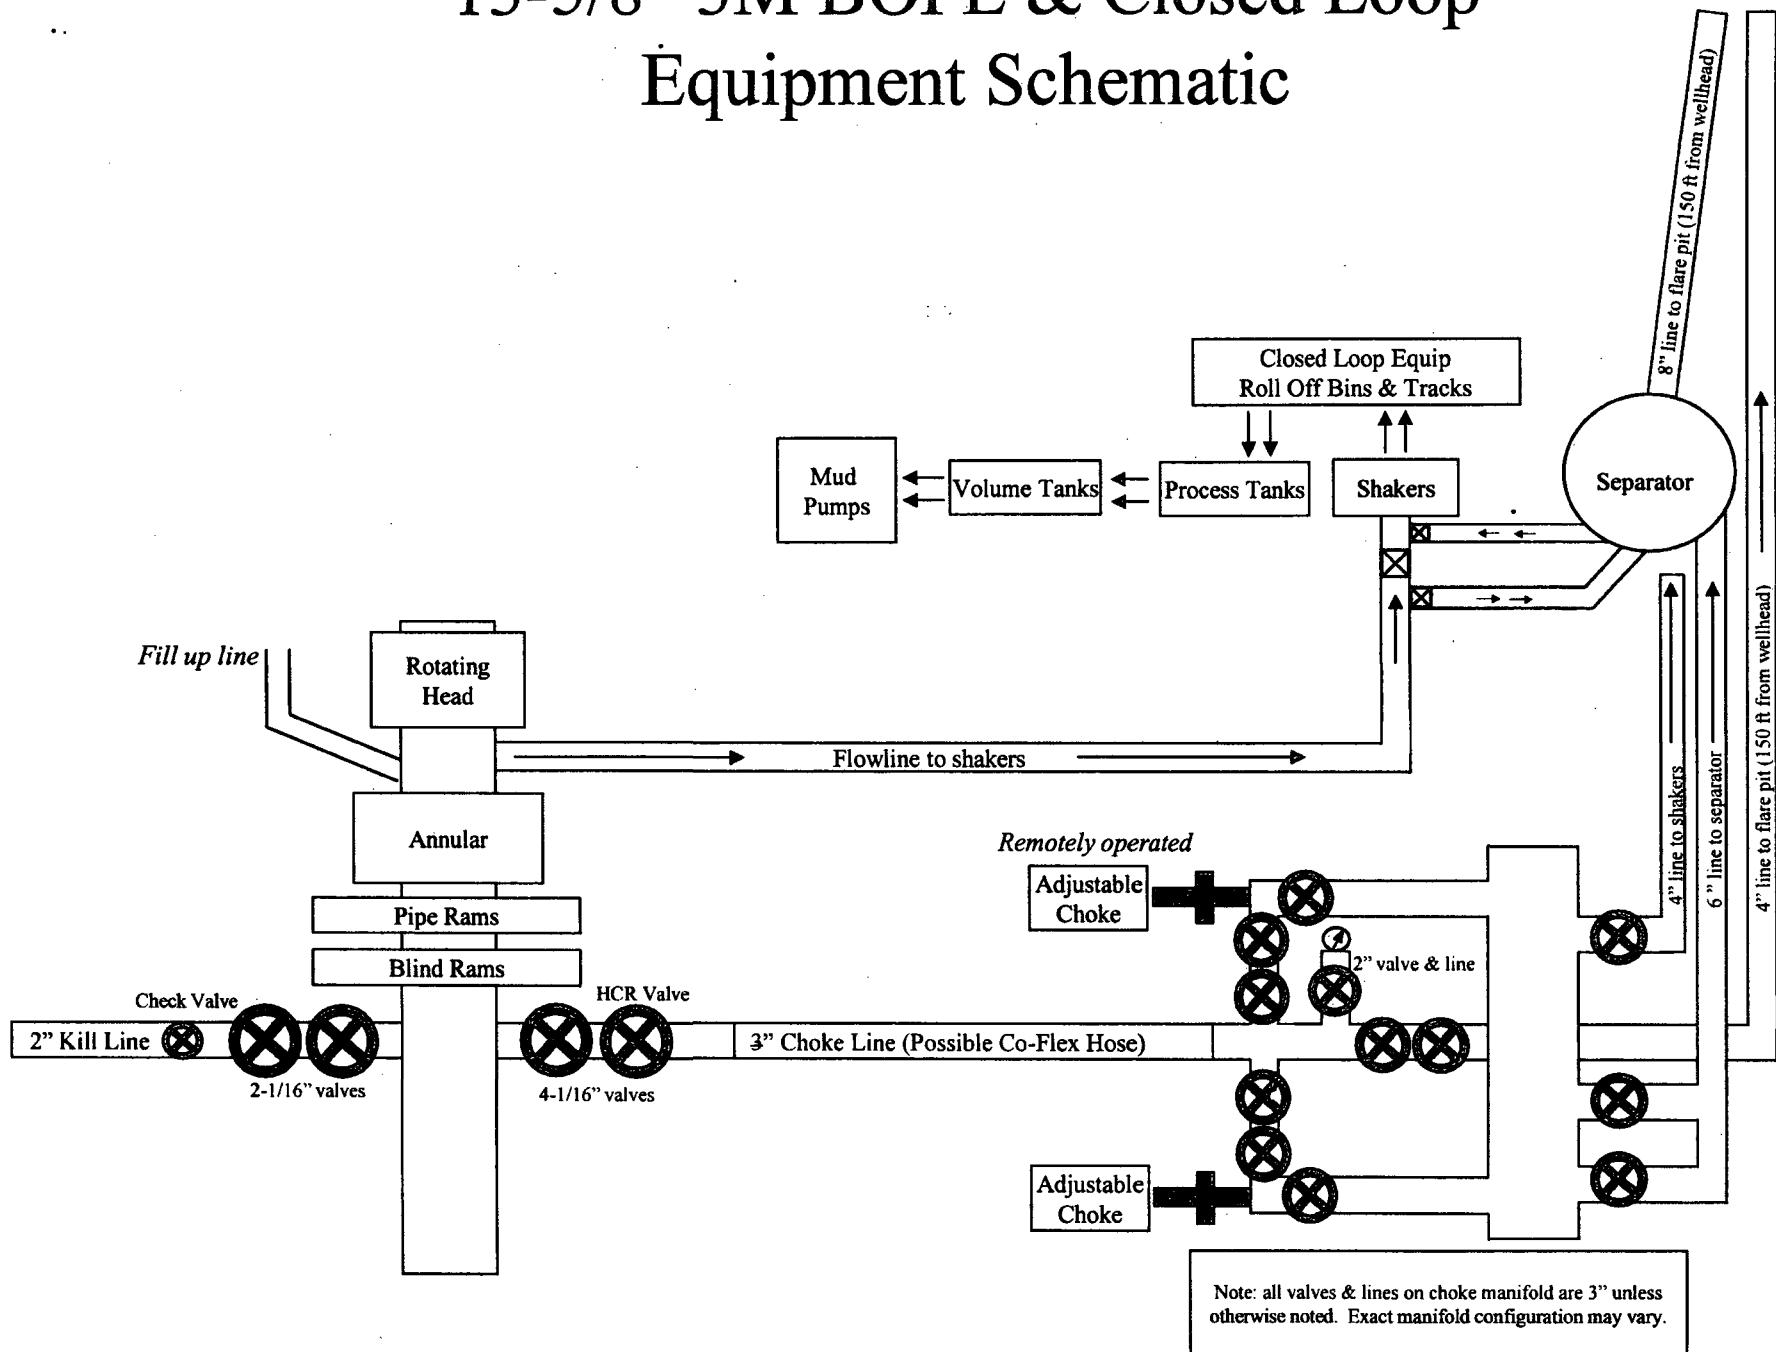 BOPE & Closed Loop
Equipment Schematic
8” line to flare pit (150 ft from wellhead)
Closed Loop Equip
Roll Off Bins & Tracks
Mud
Pumps
Volume Tanks
Process Tanks
Shakers
Separator
Fill up line
Rotating
Head
Flowline to shakers
Annular
Pipe Rams
Blind Rams
Remotely operated
Adjustable
Choke
2” valve & line
4” line to shakers
6” line to separator
4” line to flare pit (150 ft from wellhead)
Check Valve
HCR Valve
2” Kill Line
3” Choke Line (Possible Co-Flex Hose)
2-1/16” valves
4-1/16” valves
Adjustable
Choke
Note: all valves & lines on choke manifold are 3” unless
otherwise noted. Exact manifold configuration may vary.